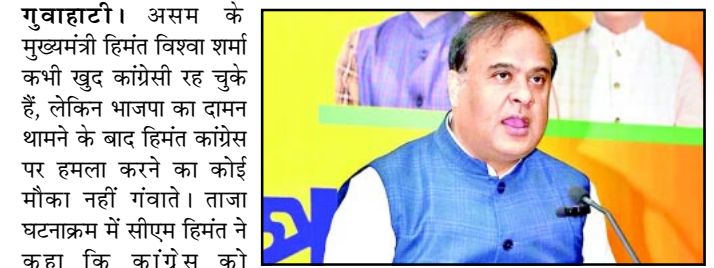 गुवाहाटी। असम के
मुख्यमंत्री हिमंत विश्वा शर्मा
कभी खुद कांग्रेसी रह चुके
हैं, लेकिन भाजपा का दामन
थामने के बाद हिमंत कांग्रेस
पर हमला करने का कोई
मौका नहीं गंवाते। ताजा
घटनाक्रम में सीएम हिमंत ने
कहा कि कांग्रेस को